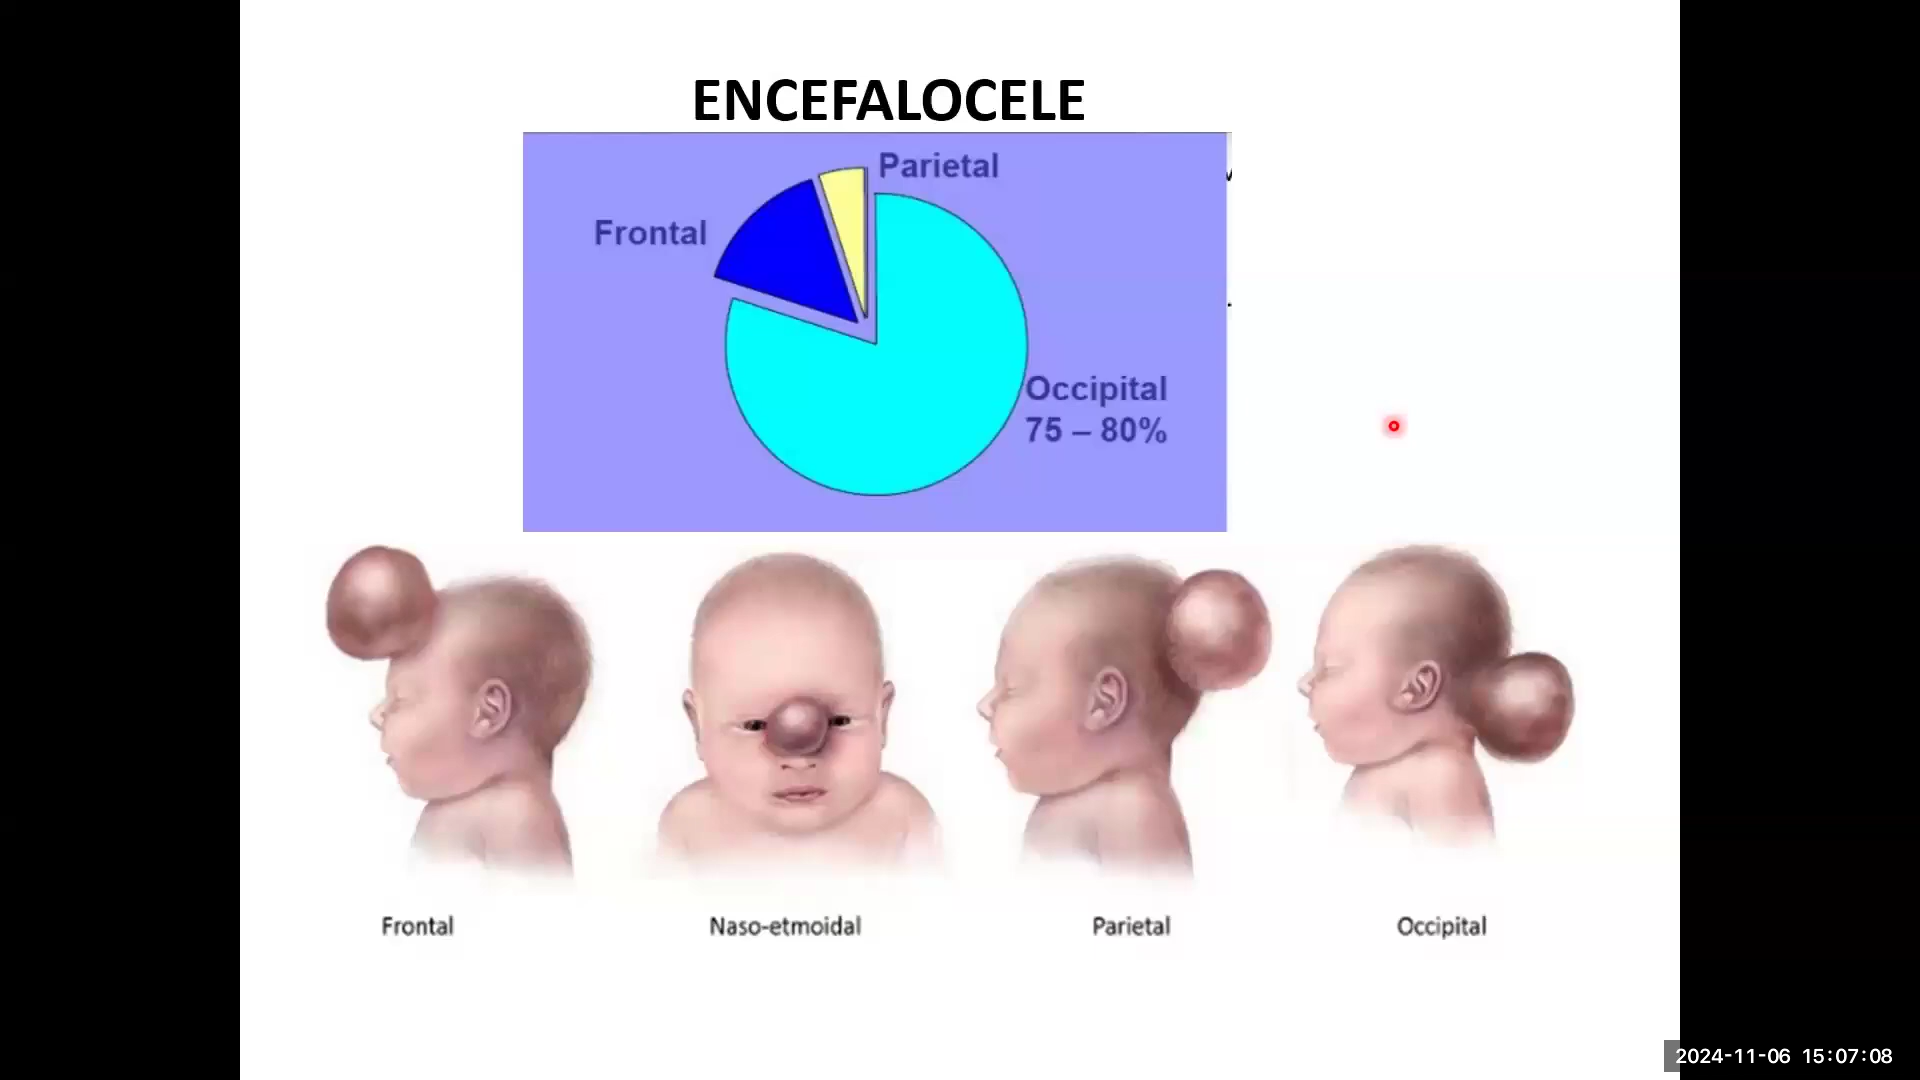 ENCEFALOCELE
Parietal
Frontal
Occipital
75 – 80%
Frontal
Naso-etmoidal
Parietal
Occipital
2024-11-06 15:07:08